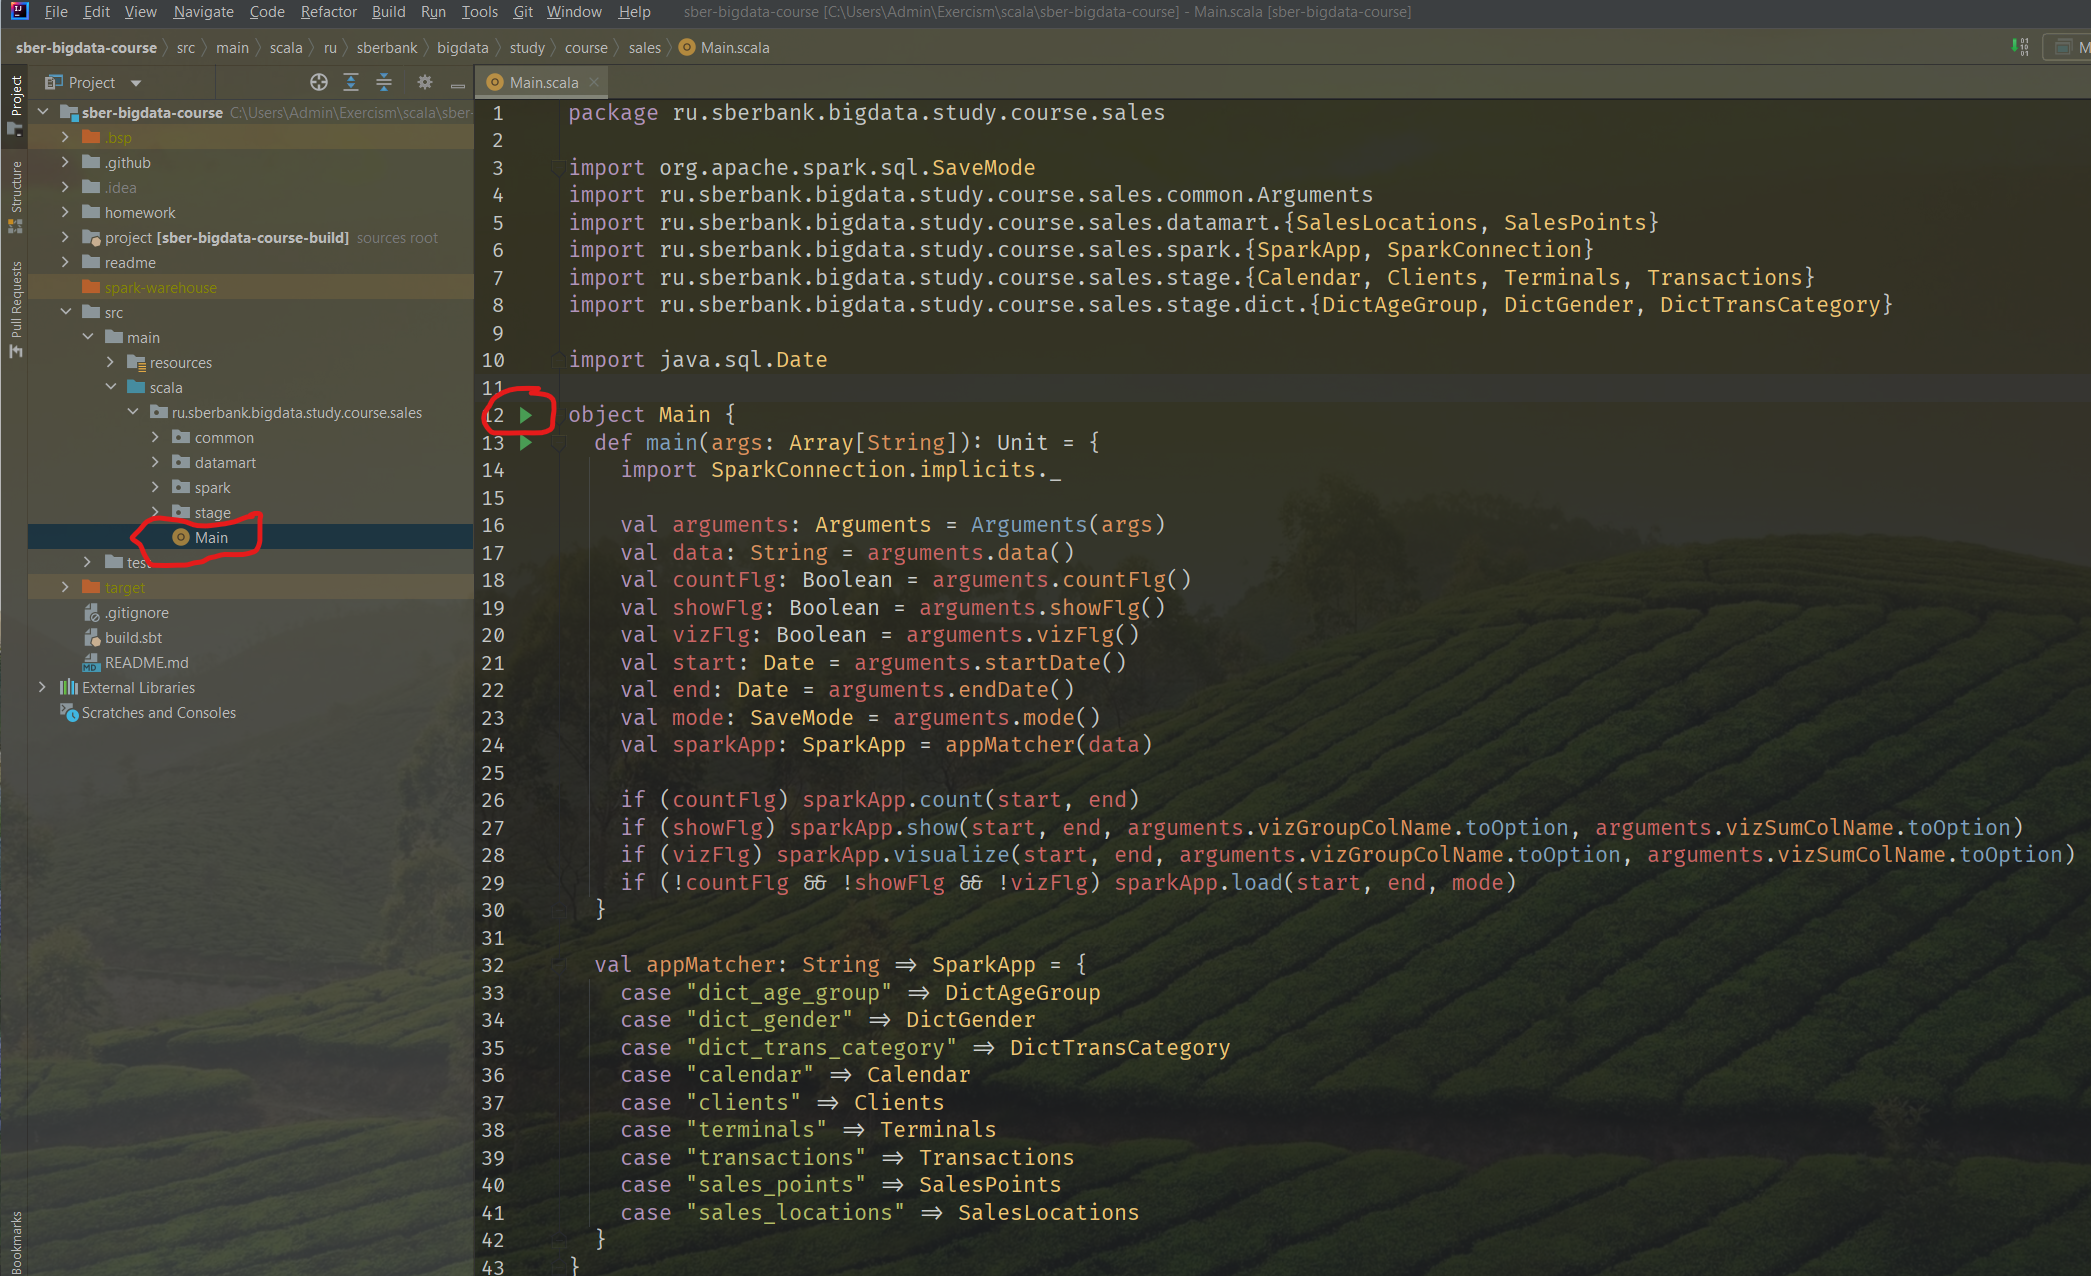 File Edit View Navigate Code Refactor Build Run Tools Git Window Help sber-bigdata-course [C:\Users\Admin\Exercism\scala\sber-bigdata-course] - Main.scala [sber-bigdata-course]
sber-bigdata-course src main scala ru sberbank bigdata study course sales Main.scala
Project
Structure
Pull Requests
Bookmarks
Project
sber-bigdata-course C:\Users\Admin\Exercism\scala\sber-
.bsp
.github
.idea
homework
project [sber-bigdata-course-build] sources root
readme
spark-warehouse
src
main
resources
scala
ru.sberbank.bigdata.study.course.sales
common
datamart
spark
stage
Main
test
target
.gitignore
build.sbt
README.md
External Libraries
Scratches and Consoles
Main.scala
1 package ru.sberbank.bigdata.study.course.sales
2
3 import org.apache.spark.sql.SaveMode
4 import ru.sberbank.bigdata.study.course.sales.common.Arguments
5 import ru.sberbank.bigdata.study.course.sales.datamart.{SalesLocations, SalesPoints}
6 import ru.sberbank.bigdata.study.course.sales.spark.{SparkApp, SparkConnection}
7 import ru.sberbank.bigdata.study.course.sales.stage.{Calendar, Clients, Terminals, Transactions}
8 import ru.sberbank.bigdata.study.course.sales.stage.dict.{DictAgeGroup, DictGender, DictTransCategory}
9
10 import java.sql.Date
11
12 object Main {
13 def main(args: Array[String]): Unit = {
14 import SparkConnection.implicits._
15
16 val arguments: Arguments = Arguments(args)
17 val data: String = arguments.data()
18 val countFlg: Boolean = arguments.countFlg()
19 val showFlg: Boolean = arguments.showFlg()
20 val vizFlg: Boolean = arguments.vizFlg()
21 val start: Date = arguments.startDate()
22 val end: Date = arguments.endDate()
23 val mode: SaveMode = arguments.mode()
24 val sparkApp: SparkApp = appMatcher(data)
25
26 if (countFlg) sparkApp.count(start, end)
27 if (showFlg) sparkApp.show(start, end, arguments.vizGroupColName.toOption, arguments.vizSumColName.toOption)
28 if (vizFlg) sparkApp.visualize(start, end, arguments.vizGroupColName.toOption, arguments.vizSumColName.toOption)
29 if (!countFlg && !showFlg && !vizFlg) sparkApp.load(start, end, mode)
30 }
31
32 val appMatcher: String ⇒ SparkApp = {
33 case "dict_age_group" ⇒ DictAgeGroup
34 case "dict_gender" ⇒ DictGender
35 case "dict_trans_category" ⇒ DictTransCategory
36 case "calendar" ⇒ Calendar
37 case "clients" ⇒ Clients
38 case "terminals" ⇒ Terminals
39 case "transactions" ⇒ Transactions
40 case "sales_points" ⇒ SalesPoints
41 case "sales_locations" ⇒ SalesLocations
42 }
43 }